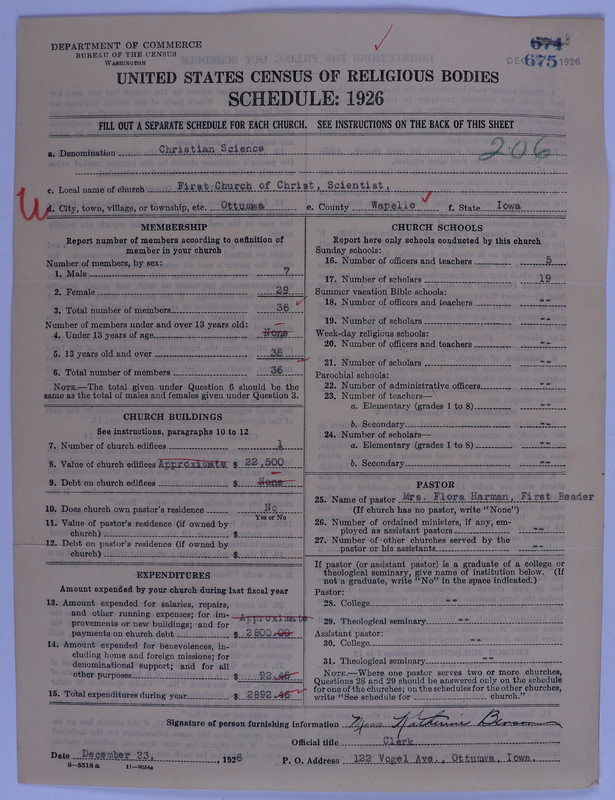 DEPARTMENT OF COMMERCE
BUREAU OF THE CENSUS
WASHINGTON
674
DEC 675 1926
UNITED STATES CENSUS OF RELIGIOUS BODIES
SCHEDULE: 1926
FILL OUT A SEPARATE SCHEDULE FOR EACH CHURCH. SEE INSTRUCTIONS ON THE BACK OF THIS SHEET
a. Denomination Christian Science
206
c. Local name of church First Church of Christ, Scientist,
d. City, town, village, or township, etc. Ottumwa e. County Wapello f. State Iowa
MEMBERSHIP
Report number of members according to definition of
member in your church
Number of members, by sex:
1. Male 7
2. Female 29
3. Total number of members 36
Number of members under and over 13 years old:
4. Under 13 years of age None
5. 13 years old and over 36
6. Total number of members 36
NOTE.—The total given under Question 6 should be the
same as the total of males and females given under Question 3.
CHURCH BUILDINGS
See instructions, paragraphs 10 to 12
7. Number of church edifices 1
8. Value of church edifices Approximate $ 22,500
9. Debt on church edifices $ None
10. Does church own pastor's residence No
Yes or No
11. Value of pastor's residence (if owned by
church) $
12. Debt on pastor's residence (if owned by
church) $
EXPENDITURES
Amount expended by your church during last fiscal year
13. Amount expended for salaries, repairs,
and other running expenses; for im-
provements or new buildings; and for
payments on church debt Approximate $ 2800.00
14. Amount expended for benevolences, in-
cluding home and foreign missions; for
denominational support; and for all
other purposes $ 92.46
15. Total expenditures during year $ 2892.46
CHURCH SCHOOLS
Report here only schools conducted by this church
Sunday schools:
16. Number of officers and teachers 5
17. Number of scholars 19
Summer vacation Bible schools:
18. Number of officers and teachers --
19. Number of scholars --
Week-day religious schools:
20. Number of officers and teachers --
21. Number of scholars --
Parochial schools:
22. Number of administrative officers --
23. Number of teachers—
a. Elementary (grades 1 to 8) --
b. Secondary --
24. Number of scholars—
a. Elementary (grades 1 to 8) --
b. Secondary --
PASTOR
25. Name of pastor Mrs. Flora Harman, First Reader
(If church has no pastor, write "None")
26. Number of ordained ministers, if any, em-
ployed as assistant pastors --
27. Number of other churches served by the
pastor or his assistants --
If pastor (or assistant pastor) is a graduate of a college or
theological seminary, give name of institution below. (If
not a graduate, write "No" in the space indicated.)
Pastor:
28. College --
29. Theological seminary --
Assistant pastor:
30. College --
31. Theological seminary --
NOTE.—Where one pastor serves two or more churches,
Questions 28 and 29 should be answered only on the schedule
for one of the churches; on the schedules for the other churches,
write "See schedule for church."
Signature of person furnishing information Katherine
Official title Clerk
Date December 23, , 1926 P. O. Address 122 Vogel Ave., Ottumwa, Iowa.
8—5319 a 11—9034a